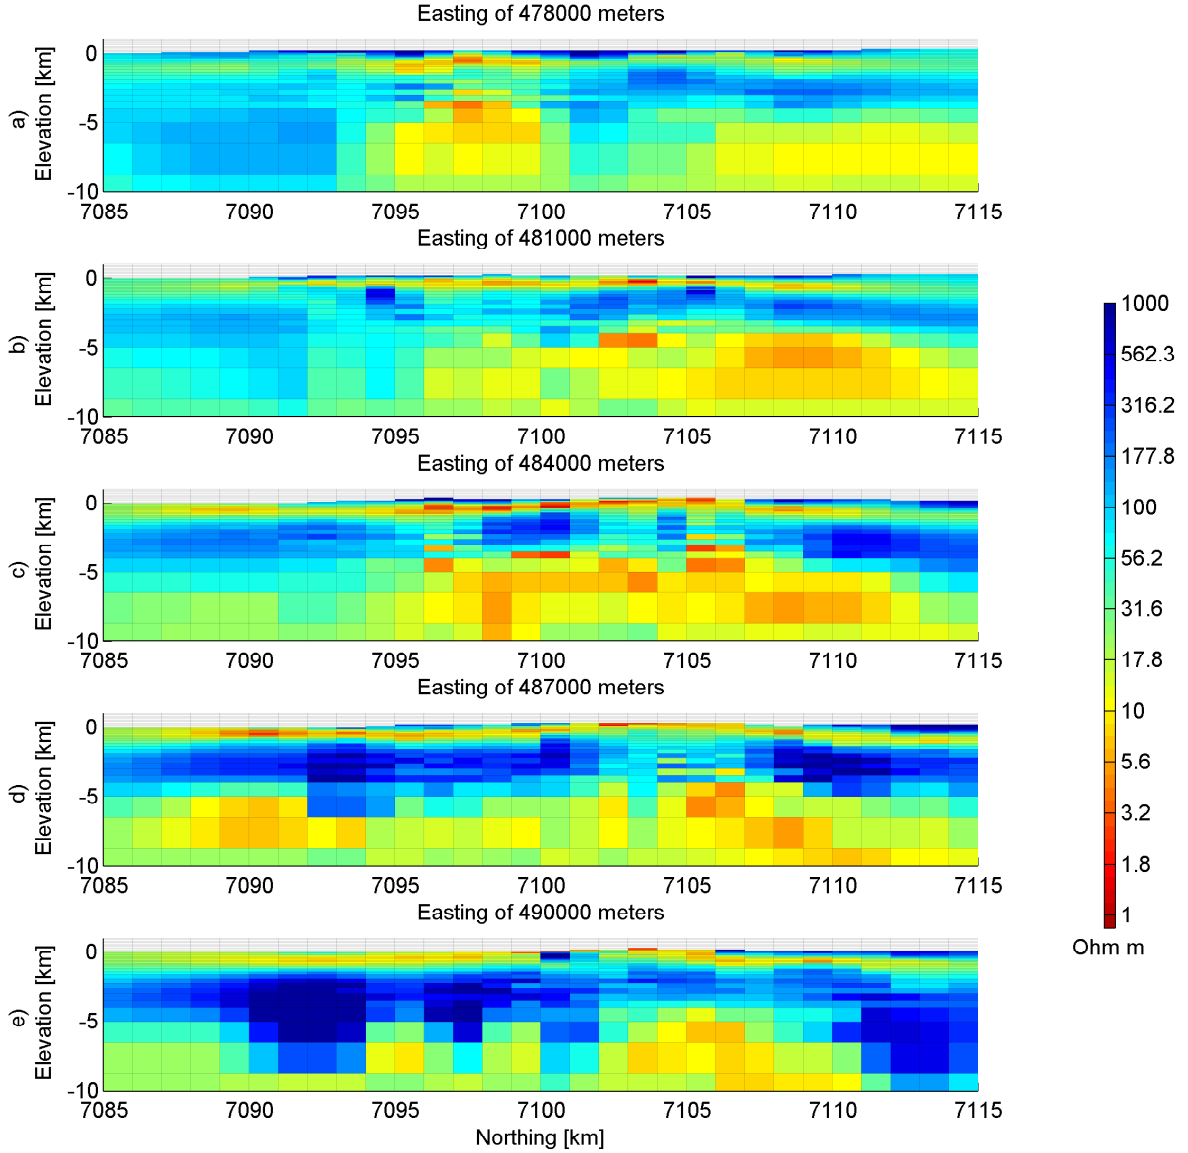 Easting of 478000 meters
a)
Elevation [km]
0
-5
-10
7085 7090 7095 7100 7105 7110 7115
Easting of 481000 meters
b)
Elevation [km]
0
-5
-10
7085 7090 7095 7100 7105 7110 7115
Easting of 484000 meters
c)
Elevation [km]
0
-5
-10
7085 7090 7095 7100 7105 7110 7115
Easting of 487000 meters
d)
Elevation [km]
0
-5
-10
7085 7090 7095 7100 7105 7110 7115
Easting of 490000 meters
e)
Elevation [km]
0
-5
-10
7085 7090 7095 7100 7105 7110 7115
Northing [km]
1000
562.3
316.2
177.8
100
56.2
31.6
17.8
10
5.6
3.2
1.8
1
Ohm m